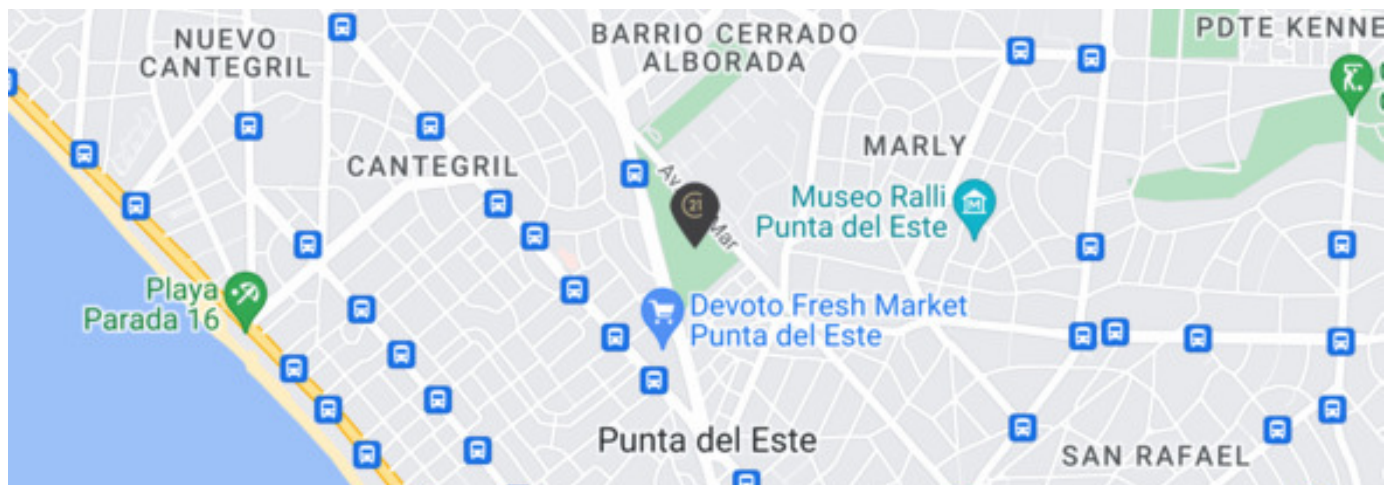 NUEVO
CANTEGRIL
BARRIO CERRADO
ALBORADA
PDTE KENNE
CANTEGRIL
MARLY
Av
Mar
21
Museo Ralli
Punta del Este
M
Playa
Parada 16
Devoto Fresh Market
Punta del Este
Punta del Este
SAN RAFAEL